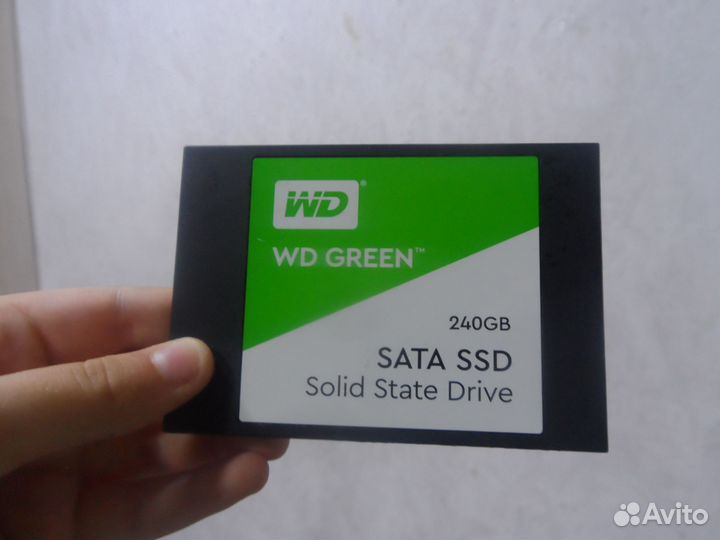 WD®
WD GREEN™
240GB
SATA SSD
Solid State Drive
Avito